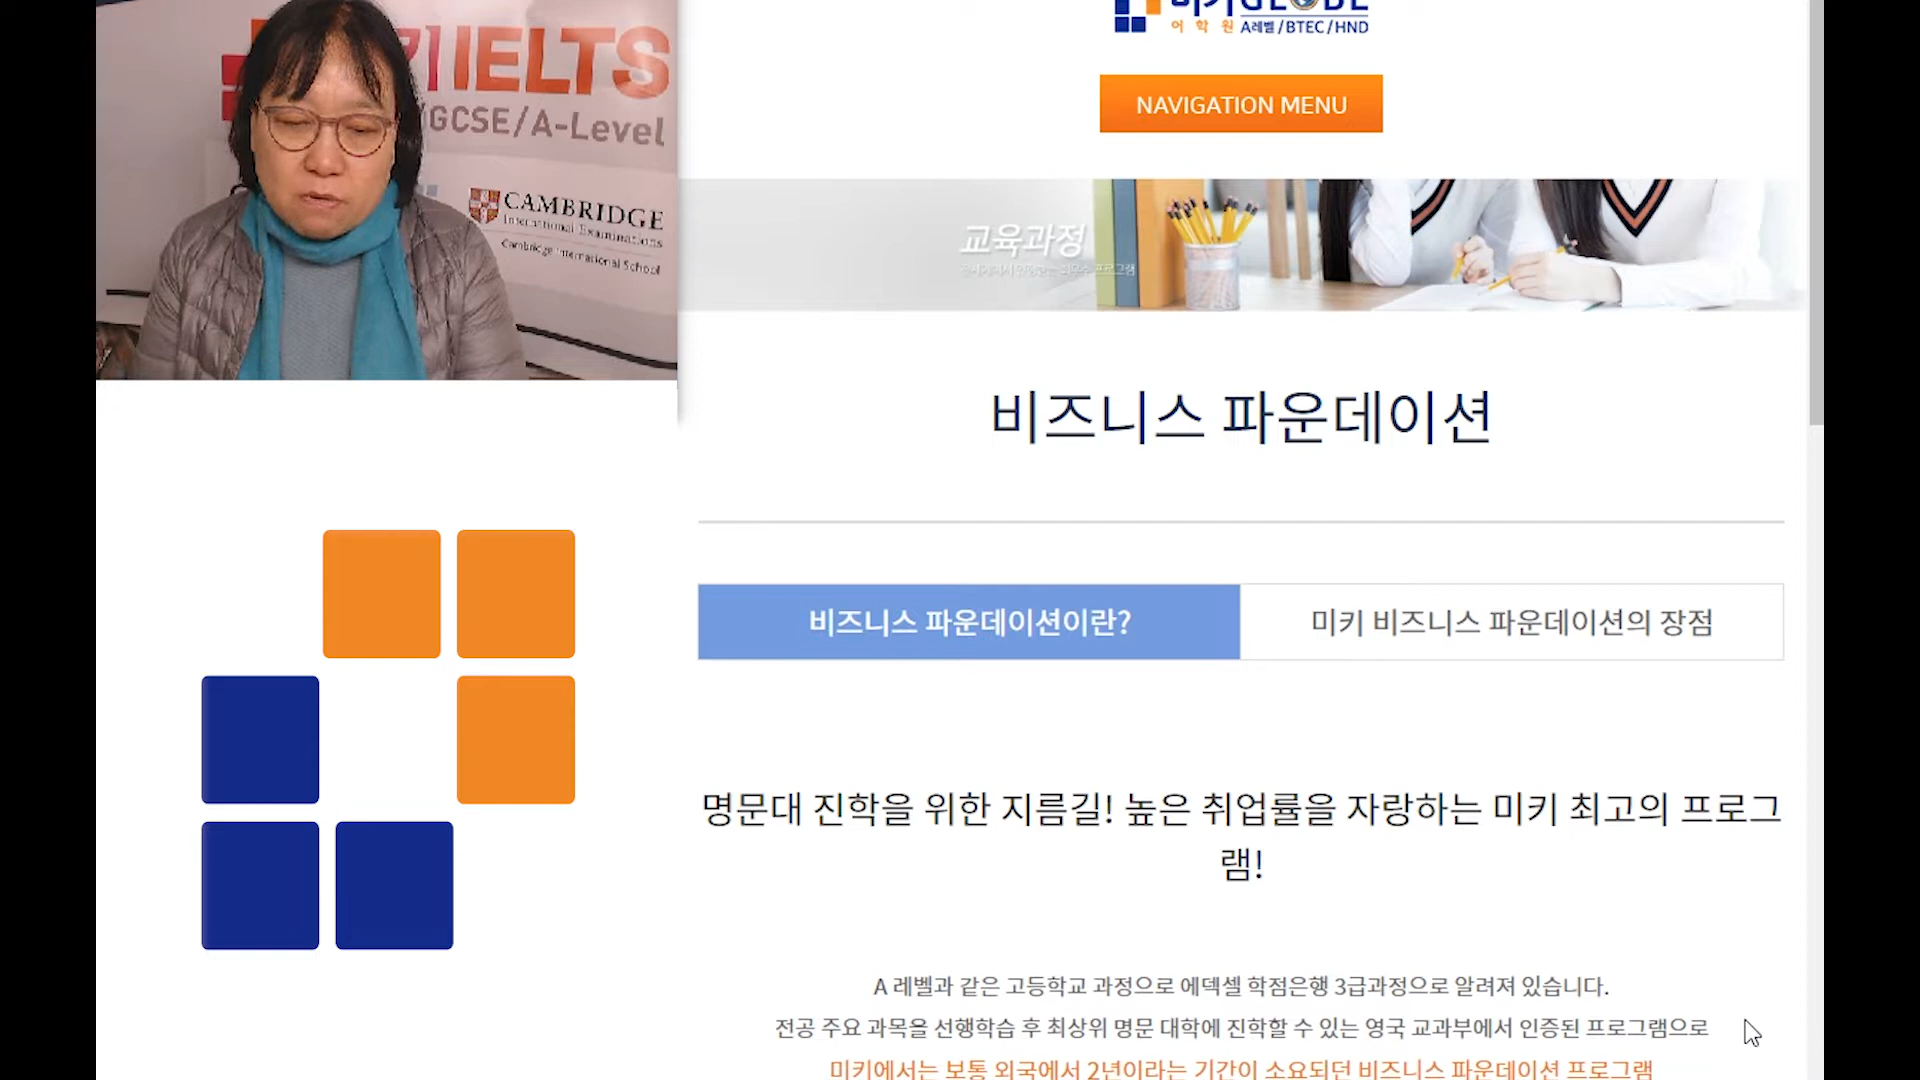 IELTS
GCSE/A-Level
CAMBRIDGE
International Examinations
Cambridge International School
어학원 A레벨/BTEC/HND
NAVIGATION MENU
교육과정
비즈니스 파운데이션
비즈니스 파운데이션이란?
미키 비즈니스 파운데이션의 장점
명문대 진학을 위한 지름길! 높은 취업률을 자랑하는 미키 최고의 프로그
램!
A 레벨과 같은 고등학교 과정으로 에덱셀 학점은행 3급과정으로 알려져 있습니다.
전공 주요 과목을 선행학습 후 최상위 명문 대학에 진학할 수 있는 영국 교과부에서 인증된 프로그램으로
미키에서는 보통 외국에서 2년이라는 기간이 소요되던 비즈니스 파운데이션 프로그램